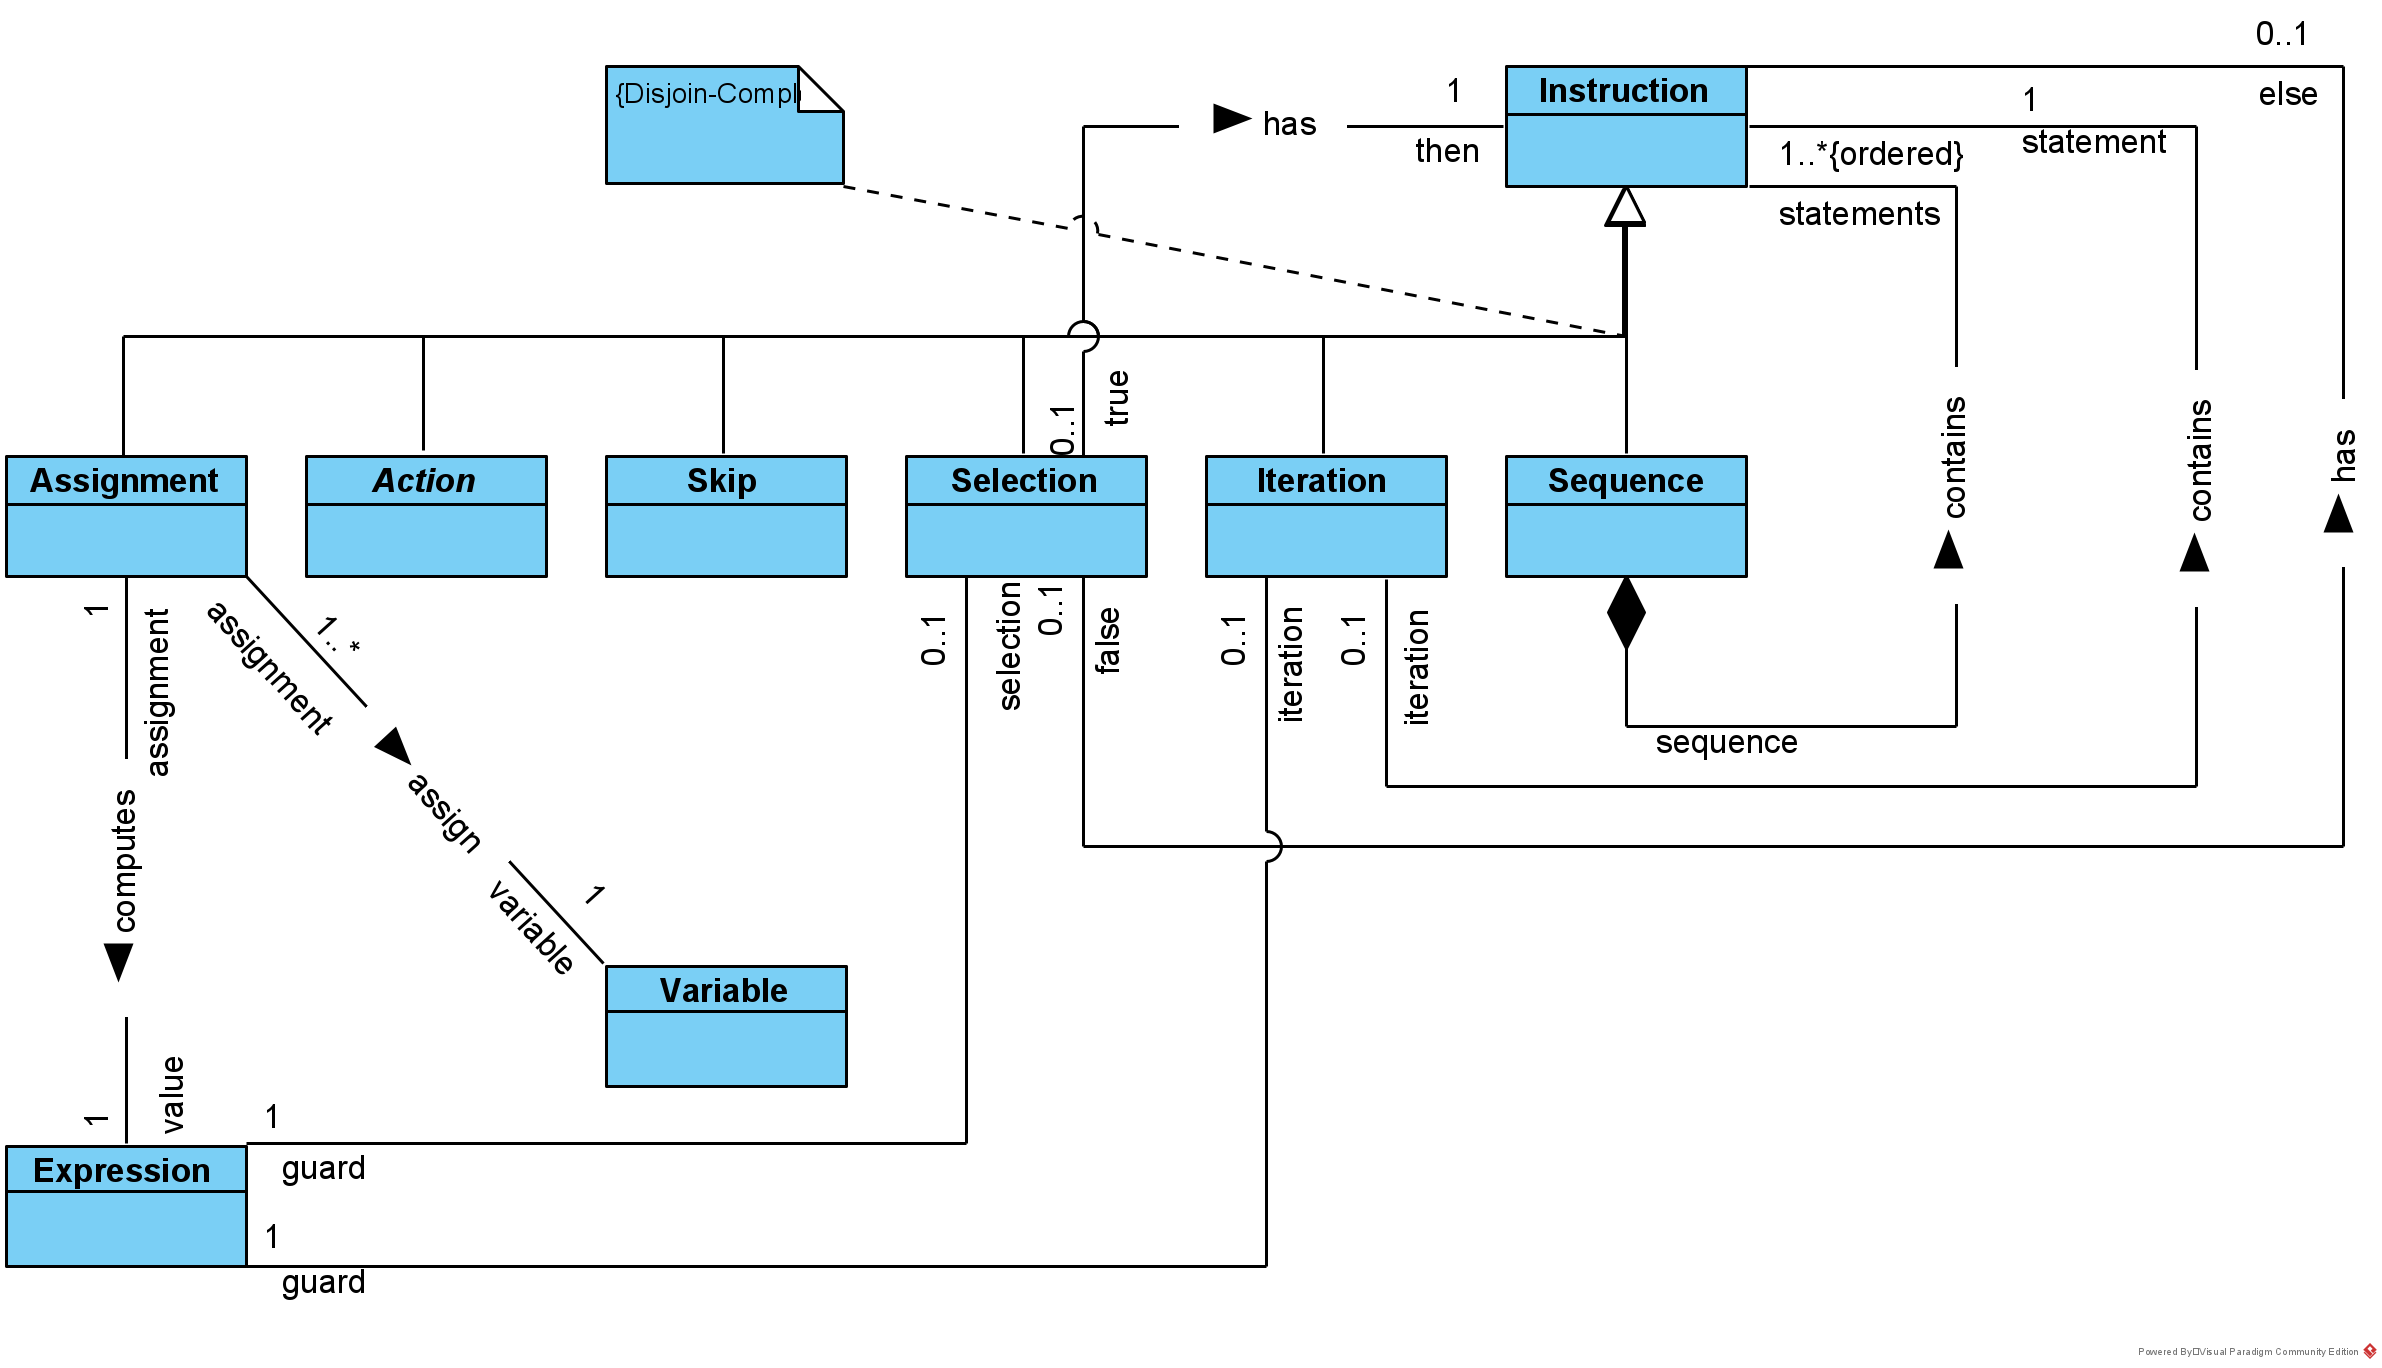 0..1
{Disjoin-Compl
1
Instruction
else
1
has
then
statement
1..*{ordered}
statements
true
0..1
contains
contains
has
Assignment
Action
Skip
Selection
Iteration
Sequence
1
assignment
assignment
1..*
0..1
selection
0..1
false
0..1
iteration
0..1
iteration
sequence
computes
assign
variable
1
Variable
value
1
1
Expression
guard
1
guard
Powered By Visual Paradigm Community Edition